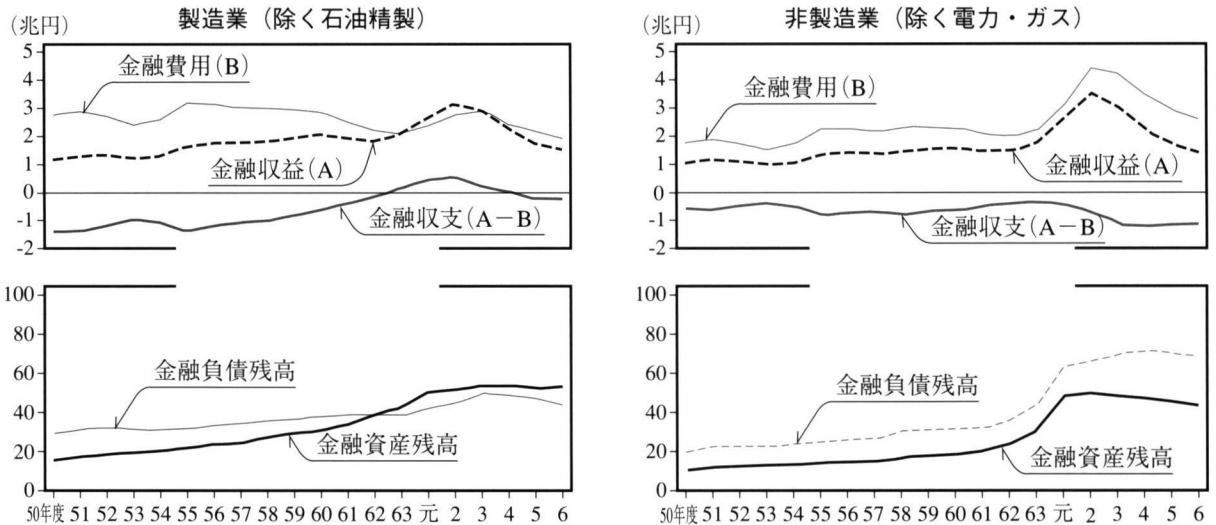 製造業（除く石油精製）
（兆円）
5
4
3
2
1
0
-1
-2
金融費用（B）
金融収益（A）
金融収支（A－B）
100
80
60
40
20
0
金融負債残高
金融資産残高
50年度 51 52 53 54 55 56 57 58 59 60 61 62 63 元 2 3 4 5 6
非製造業（除く電力・ガス）
（兆円）
5
4
3
2
1
0
-1
-2
金融費用（B）
金融収益（A）
金融収支（A－B）
100
80
60
40
20
0
金融負債残高
金融資産残高
50年度 51 52 53 54 55 56 57 58 59 60 61 62 63 元 2 3 4 5 6